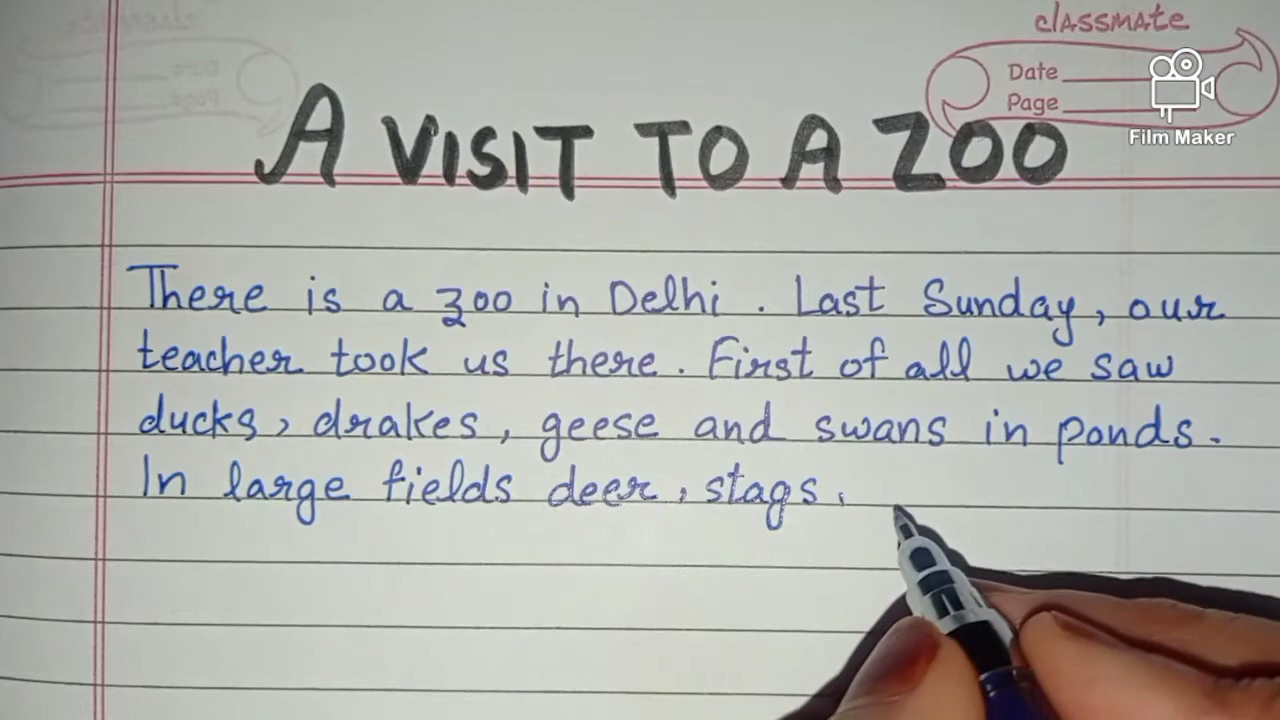 classmate
Date
Page
Film Maker
A VISIT TO A ZOO
There is a zoo in Delhi. Last Sunday, our
teacher took us there. First of all we saw
ducks, drakes, geese and swans in ponds.
In large fields deer, stags,